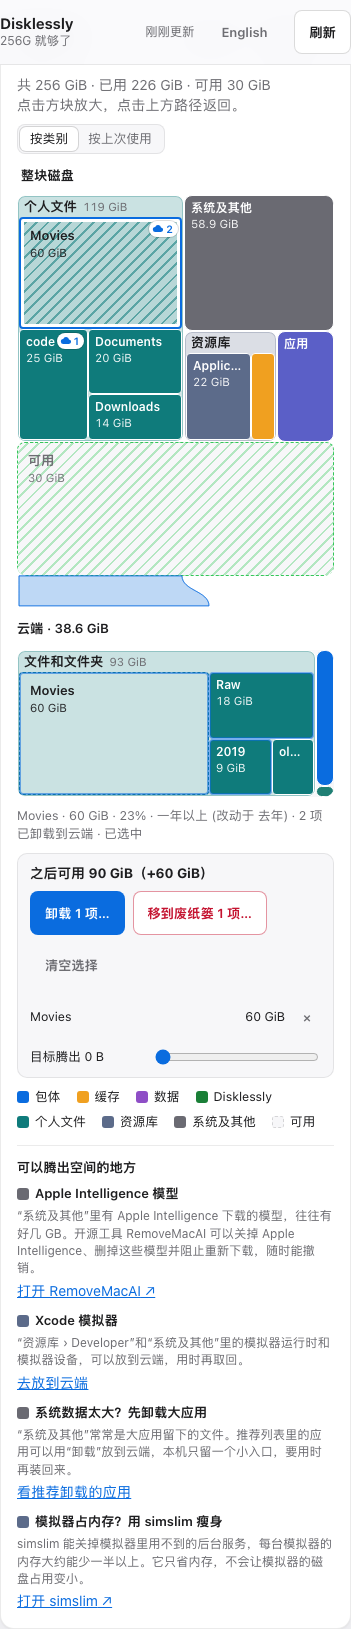 Disklessly
256G 就够了
刚刚更新
English
刷新
共 256 GiB · 已用 226 GiB · 可用 30 GiB
点击方块放大，点击上方路径返回。
按类别
按上次使用
整块磁盘
个人文件 119 GiB
Movies
2
60 GiB
code
1
25 GiB
Documents
20 GiB
Downloads
14 GiB
系统及其他
58.9 GiB
资源库
Applic...
22 GiB
应用
可用
30 GiB
云端 · 38.6 GiB
文件和文件夹 93 GiB
Movies
60 GiB
Raw
18 GiB
2019
9 GiB
ol...
Movies · 60 GiB · 23% · 一年以上 (改动于 去年) · 2 项
已卸载到云端 · 已选中
之后可用 90 GiB（+60 GiB）
卸载 1 项...
移到废纸篓 1 项...
清空选择
Movies
60 GiB
×
目标腾出 0 B
包体
缓存
数据
Disklessly
个人文件
资源库
系统及其他
可用
可以腾出空间的地方
Apple Intelligence 模型
“系统及其他”里有 Apple Intelligence 下载的模型，往往有
好几 GB。开源工具 RemoveMacAI 可以关掉 Apple
Intelligence、删掉这些模型并阻止重新下载，随时能撤
销。
打开 RemoveMacAI ↗
Xcode 模拟器
“资源库 › Developer”和“系统及其他”里的模拟器运行时和
模拟器设备，可以放到云端，用时再取回。
去放到云端
系统数据太大？先卸载大应用
“系统及其他”常常是大应用留下的文件。推荐列表里的应
用可以用“卸载”放到云端，本机只留一个小入口，要用时
再装回来。
看推荐卸载的应用
模拟器占内存？用 simslim 瘦身
simslim 能关掉模拟器里用不到的后台服务，每台模拟器的
内存大约能少一半以上。它只省内存，不会让模拟器的磁
盘占用变小。
打开 simslim ↗